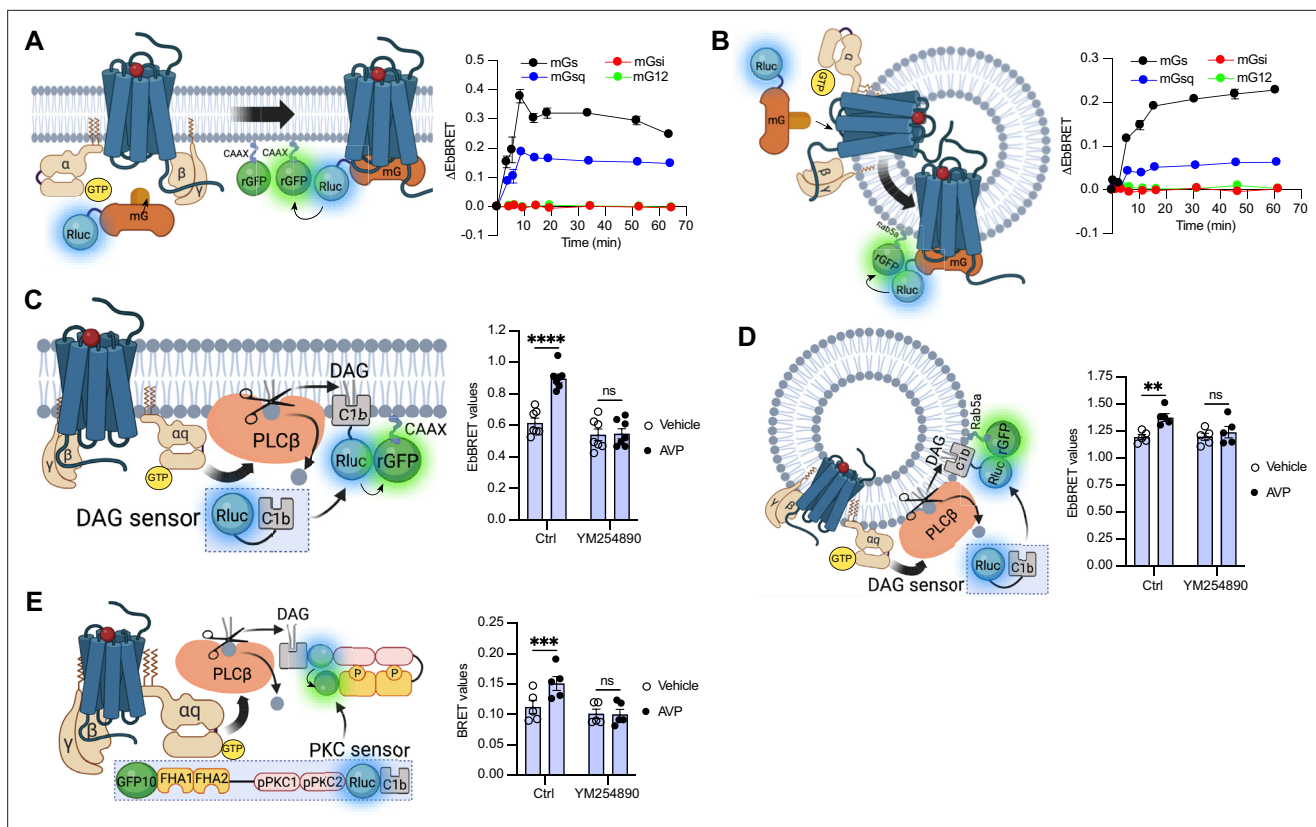 A
α
GTP
Rluc
mG
β
γ
CAAX
CAAX
rGFP
rGFP
Rluc
mG
mGs
mGsi
mGsq
mG12
ΔEbBRET
0.5
0.4
0.3
0.2
0.1
0.0
-0.1
0 10 20 30 40 50 60 70
Time (min)
B
Rluc
α
GTP
mG
β
γ
Rab5a
rGFP
Rluc
mG
mGs
mGsi
mGsq
mG12
ΔEbBRET
0.3
0.2
0.1
0.0
-0.1
0 10 20 30 40 50 60 70
Time (min)
C
γ
β
αq
GTP
PLCβ
DAG
C1b
CAAX
Rluc
rGFP
DAG sensor
Rluc
C1b
EbBRET values
1.2
1.0
0.8
0.6
0.4
0.2
0.0
****
ns
Vehicle
AVP
Ctrl
YM254890
D
γ
β
GTP
αq
PLCβ
DAG
C1b
Rab5a
rGFP
Rluc
DAG sensor
Rluc
C1b
EbBRET values
1.75
1.50
1.25
1.00
0.75
0.50
0.25
0.00
**
ns
Vehicle
AVP
Ctrl
YM254890
E
γ
β
αq
GTP
PLCβ
DAG
P
P
PKC sensor
GFP10
FHA1
FHA2
pPKC1
pPKC2
Rluc
C1b
BRET values
0.25
0.20
0.15
0.10
0.05
0.00
***
ns
Vehicle
AVP
Ctrl
YM254890